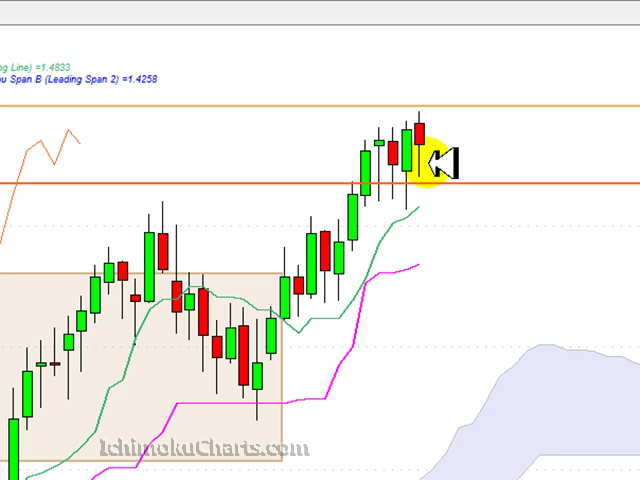 ng Line) =1.4833
ou Span B (Leading Span 2) =1.4258
IchimokuCharts.com